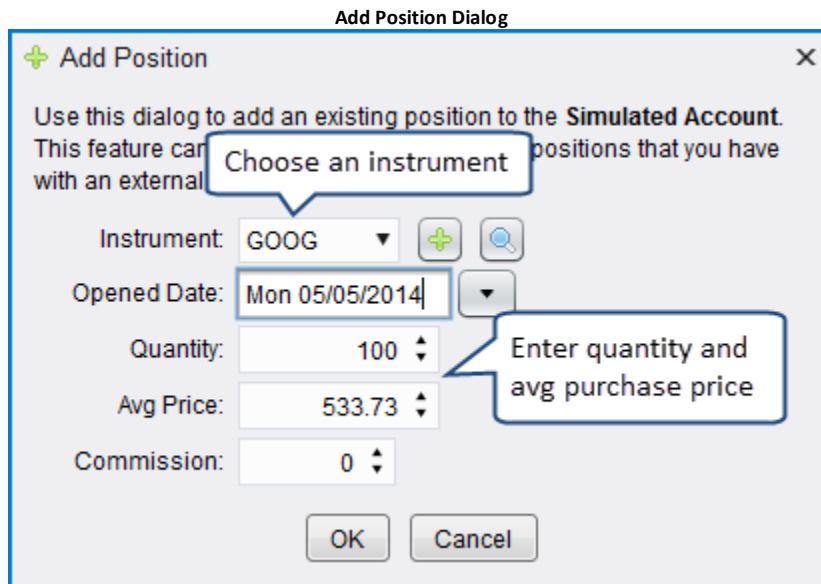 Add Position Dialog
Add Position
Use this dialog to add an existing position to the Simulated Account.
This feature can positions that you have
with an external
Choose an instrument
Instrument: GOOG
Opened Date: Mon 05/05/2014
Quantity: 100
Enter quantity and
avg purchase price
Avg Price: 533.73
Commission: 0
OK Cancel